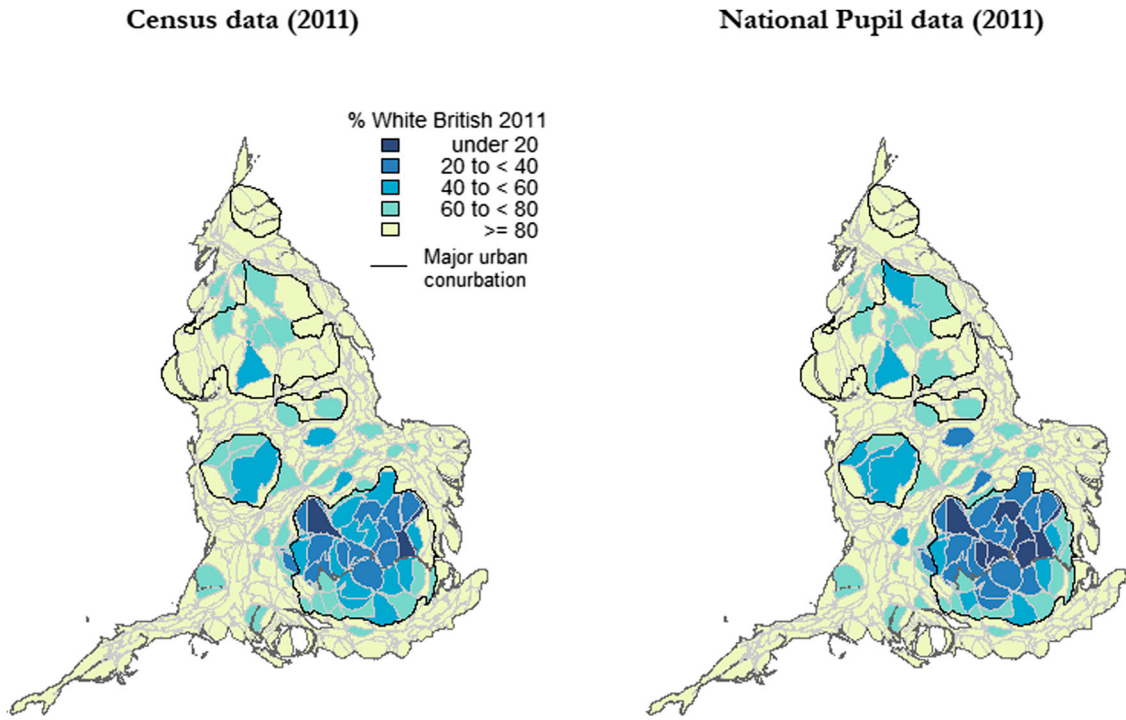 Census data (2011)
National Pupil data (2011)
% White British 2011
under 20
20 to < 40
40 to < 60
60 to < 80
>= 80
Major urban
conurbation